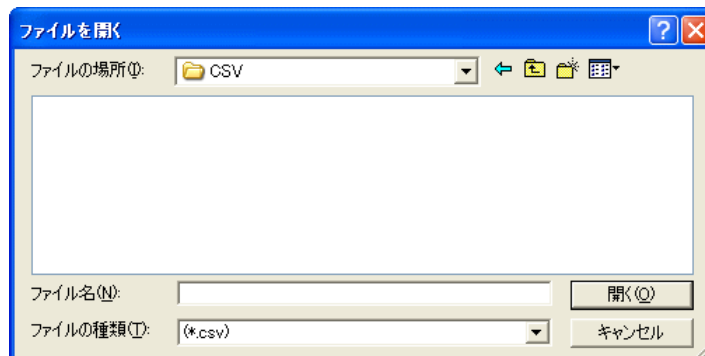 ファイルを開く
ファイルの場所(I): CSV
ファイル名(N): 開く(O)
ファイルの種類(T): (*.csv) キャンセル